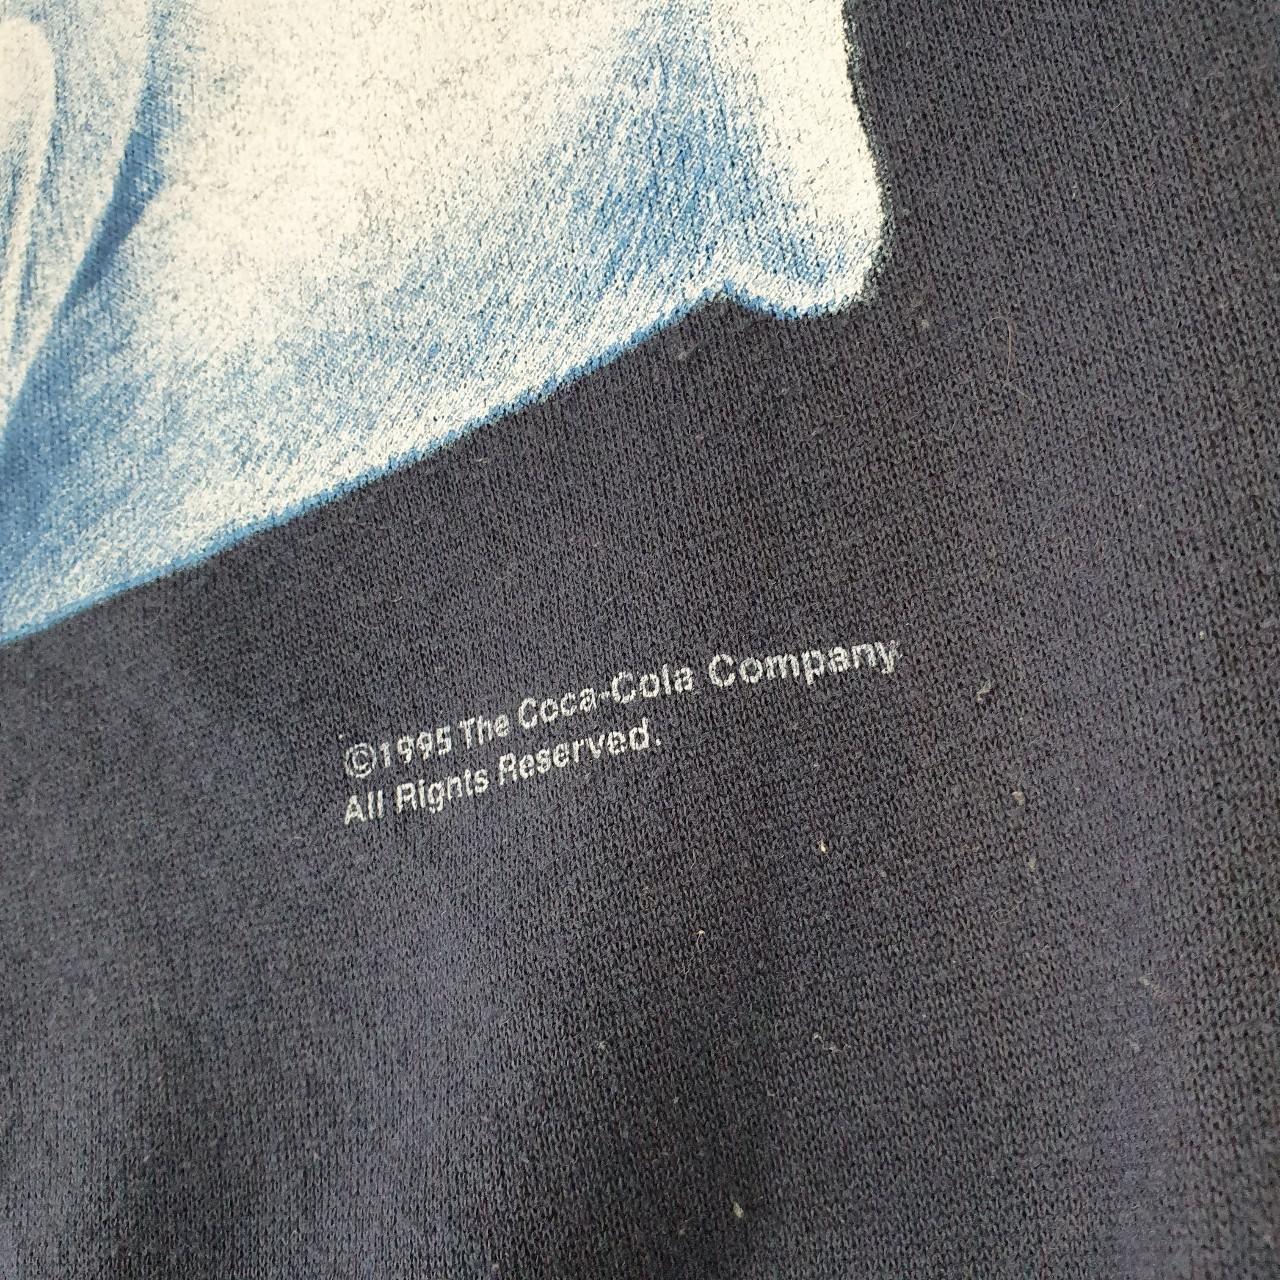 ©1995 The Coca-Cola Company.
All Rights Reserved.